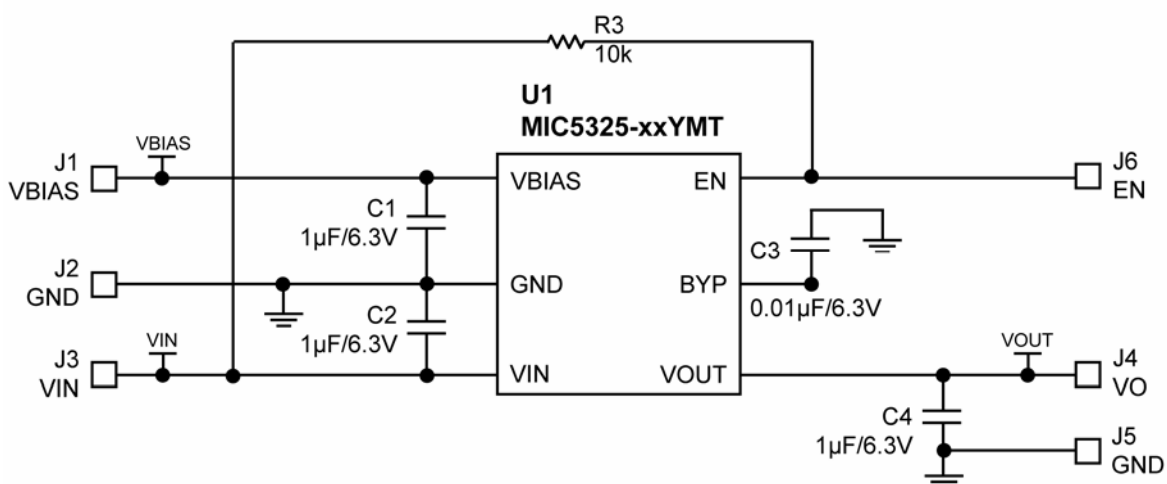 R3
10k
U1
MIC5325-xxYMT
J1
VBIAS
VBIAS
VBIAS
EN
J6
EN
C1
1µF/6.3V
C3
J2
GND
GND
BYP
0.01µF/6.3V
C2
1µF/6.3V
J3
VIN
VIN
VIN
VOUT
VOUT
J4
VO
C4
1µF/6.3V
J5
GND